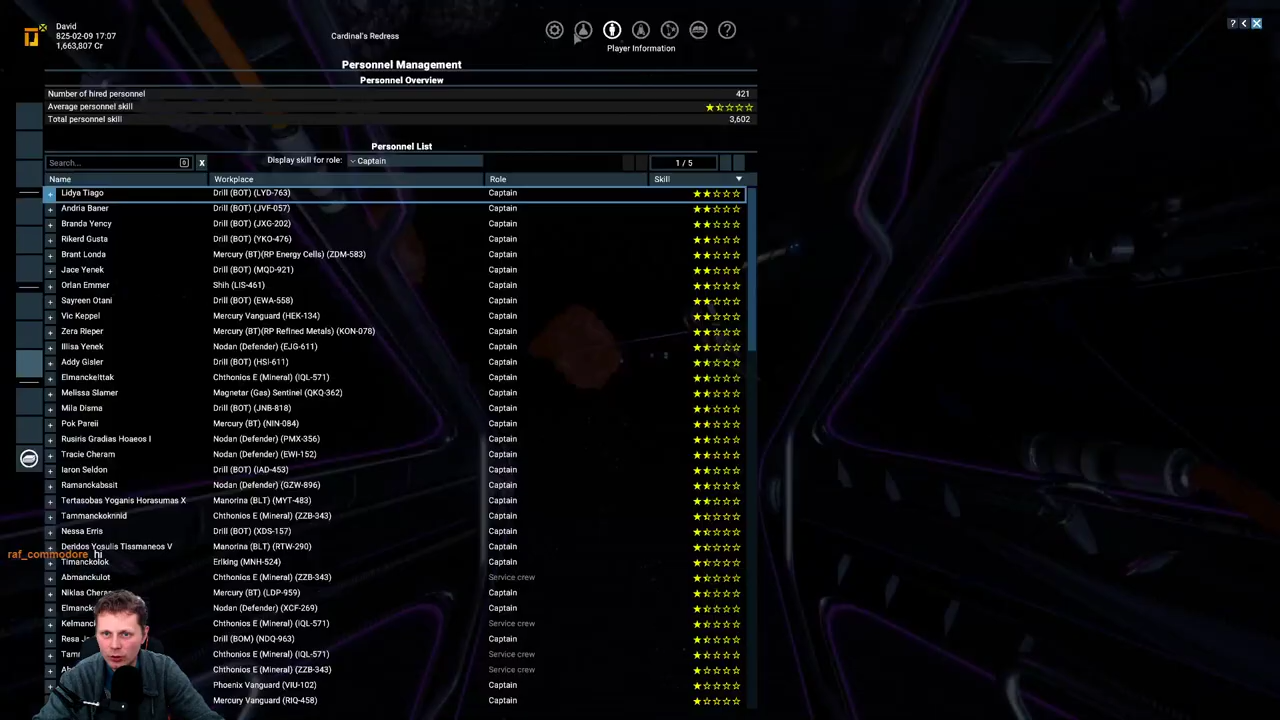 David
825-02-09 17:07
1,663,807 Cr
Cardinal's Redress
Player Information
Personnel Management
Personnel Overview
Number of hired personnel 421
Average personnel skill
Total personnel skill 3,602
Personnel List
Search... Display skill for role: Captain 1 / 5
Name Workplace Role Skill
Lidya Tiago Drill (BOT) (LYD-763) Captain
Andria Baner Drill (BOT) (JVF-057) Captain
Branda Yency Drill (BOT) (JXG-202) Captain
Rikerd Gusta Drill (BOT) (YKO-476) Captain
Brant Londa Mercury (BT)(RP Energy Cells) (ZDM-583) Captain
Jace Yenek Drill (BOT) (MQD-921) Captain
Orlan Emmer Shih (LIS-461) Captain
Sayreen Otani Drill (BOT) (EWA-558) Captain
Vic Keppel Mercury Vanguard (HEK-134) Captain
Zera Rieper Mercury (BT)(RP Refined Metals) (KON-078) Captain
Illisa Yenek Nodan (Defender) (EJG-611) Captain
Addy Gisler Drill (BOT) (HSI-611) Captain
Elmanckeittak Chthonios E (Mineral) (IQL-571) Captain
Melissa Slamer Magnetar (Gas) Sentinel (QKQ-362) Captain
Mila Disma Drill (BOT) (JNB-818) Captain
Pok Pareii Mercury (BT) (NIN-084) Captain
Rusiris Gradias Hoaeos I Nodan (Defender) (PMX-356) Captain
Tracie Cheram Nodan (Defender) (EWI-152) Captain
Iaron Seldon Drill (BOT) (IAD-453) Captain
Ramanckabssit Nodan (Defender) (GZW-896) Captain
Tertasobas Yoganis Horasumas X Manorina (BLT) (MYT-483) Captain
Tammanckoknnid Chthonios E (Mineral) (ZZB-343) Captain
Nessa Erris Drill (BOT) (XDS-157) Captain
Deridos Yosulis Tissmaneos V Manorina (BLT) (RTW-290) Captain
raf_commodore hi
Timanckolok Erlking (MNH-524) Captain
Abmanckulot Chthonios E (Mineral) (ZZB-343) Service crew
Niklas Chera Mercury (BT) (LDP-959) Captain
Elmancke Nodan (Defender) (XCF-269) Captain
Kelmanci Chthonios E (Mineral) (IQL-571) Service crew
Resa Drill (BOM) (NDQ-963) Captain
Tam Chthonios E (Mineral) (IQL-571) Service crew
Ab Chthonios E (Mineral) (ZZB-343) Service crew
Phoenix Vanguard (VIU-102) Captain
Mercury Vanguard (RIQ-458) Captain